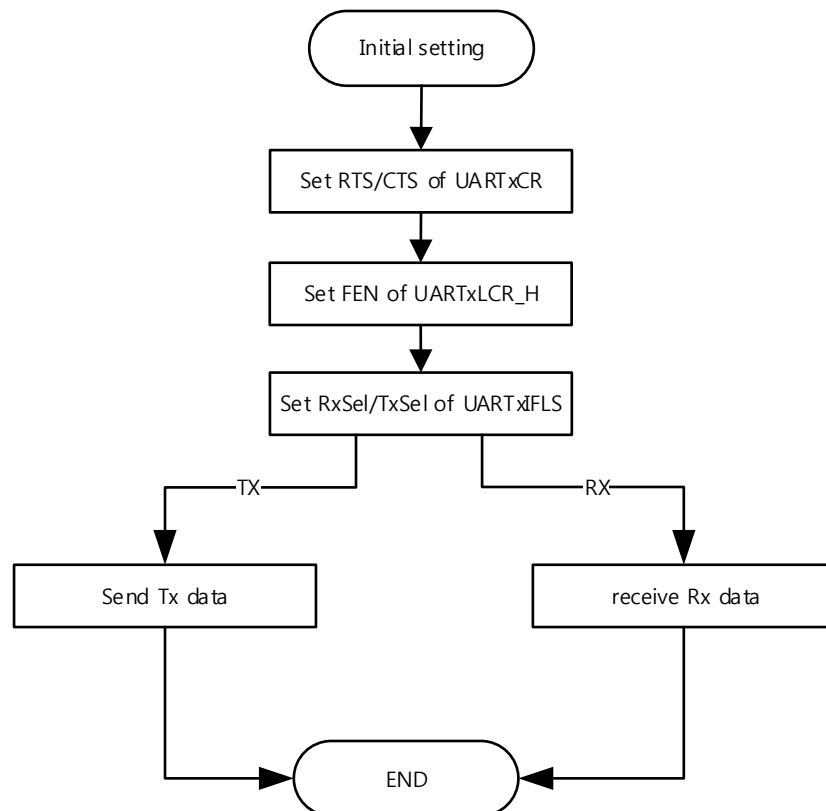 Initial setting
Set RTS/CTS of UARTxCR
Set FEN of UARTxLCR_H
Set RxSel/TxSel of UARTxIFLS
TX
RX
Send Tx data
receive Rx data
END